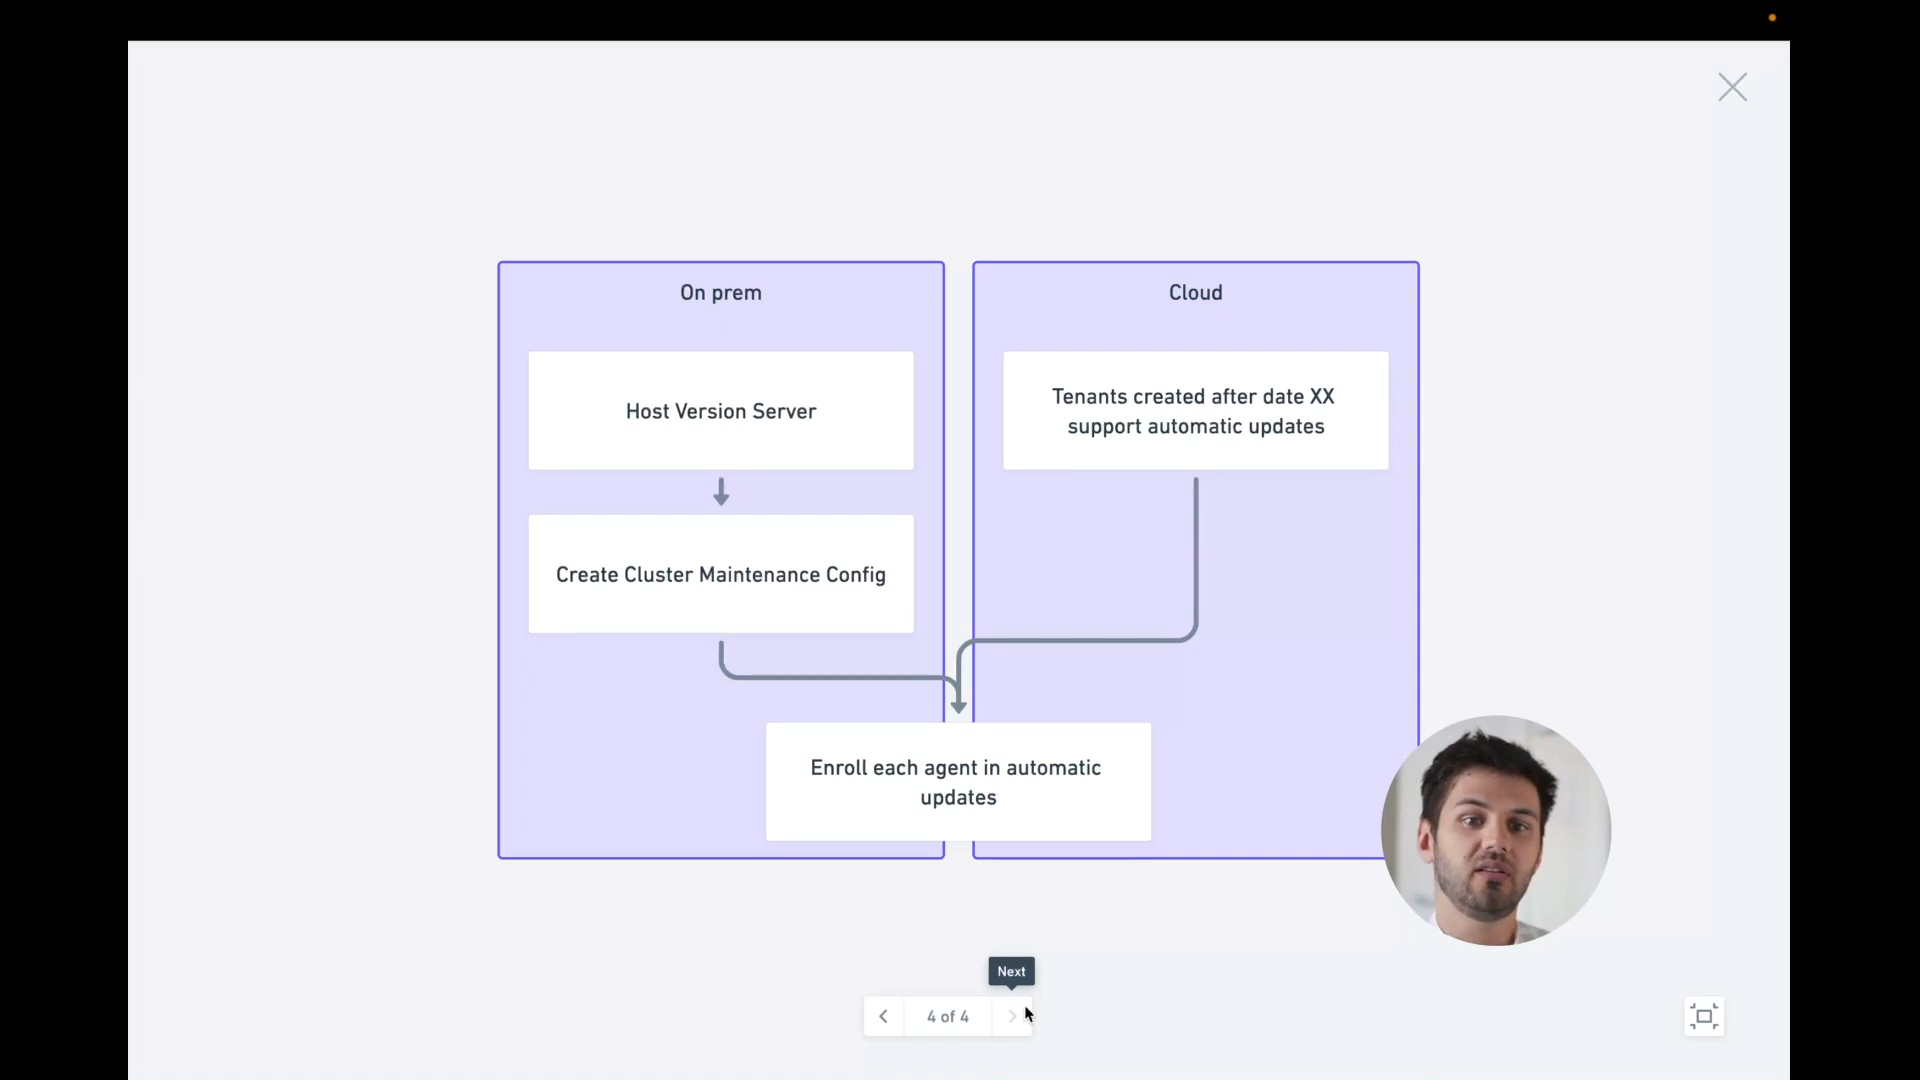 On prem
Host Version Server
Create Cluster Maintenance Config
Cloud
Tenants created after date XX
support automatic updates
Enroll each agent in automatic
updates
Next
4 of 4